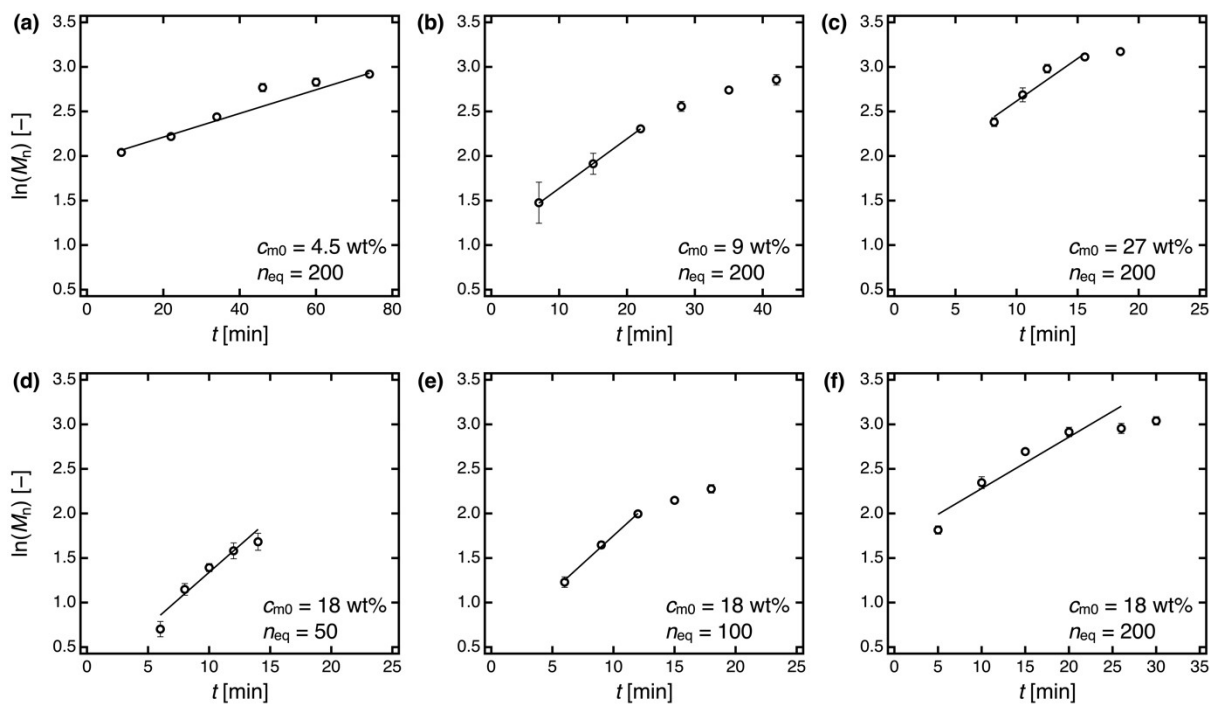 (a)
3.5
3.0
2.5
2.0
1.5
1.0
0.5
ln(Mn) [–]
cm0 = 4.5 wt%
neq = 200
0 20 40 60 80
t [min]
(b)
3.5
3.0
2.5
2.0
1.5
1.0
0.5
cm0 = 9 wt%
neq = 200
0 10 20 30 40
t [min]
(c)
3.5
3.0
2.5
2.0
1.5
1.0
0.5
cm0 = 27 wt%
neq = 200
0 5 10 15 20 25
t [min]
(d)
3.5
3.0
2.5
2.0
1.5
1.0
0.5
ln(Mn) [–]
cm0 = 18 wt%
neq = 50
0 5 10 15 20 25
t [min]
(e)
3.5
3.0
2.5
2.0
1.5
1.0
0.5
cm0 = 18 wt%
neq = 100
0 5 10 15 20 25
t [min]
(f)
3.5
3.0
2.5
2.0
1.5
1.0
0.5
cm0 = 18 wt%
neq = 200
0 5 10 15 20 25 30 35
t [min]